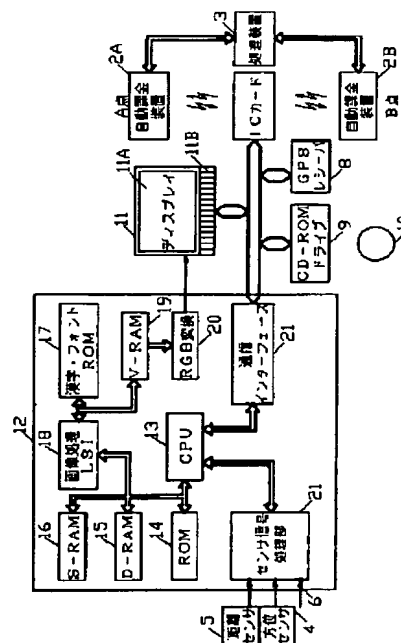 12
16
S-RAM
15
D-RAM
14
ROM
18
画像処理
LSI
17
漢字・フォント
ROM
13
CPU
19
V-RAM
20
RGB変換
21
センサ信号
処理部
21
通信
インターフェース
5
距離
センサ
方位
センサ
4
6
11
11A
ディスプレイ
11B
CD-ROM
ドライブ
9
GPS
レシーバ
8
ICカード
A点
2A
自動課金
装置
3
処理装置
2B
自動課金
装置
B点